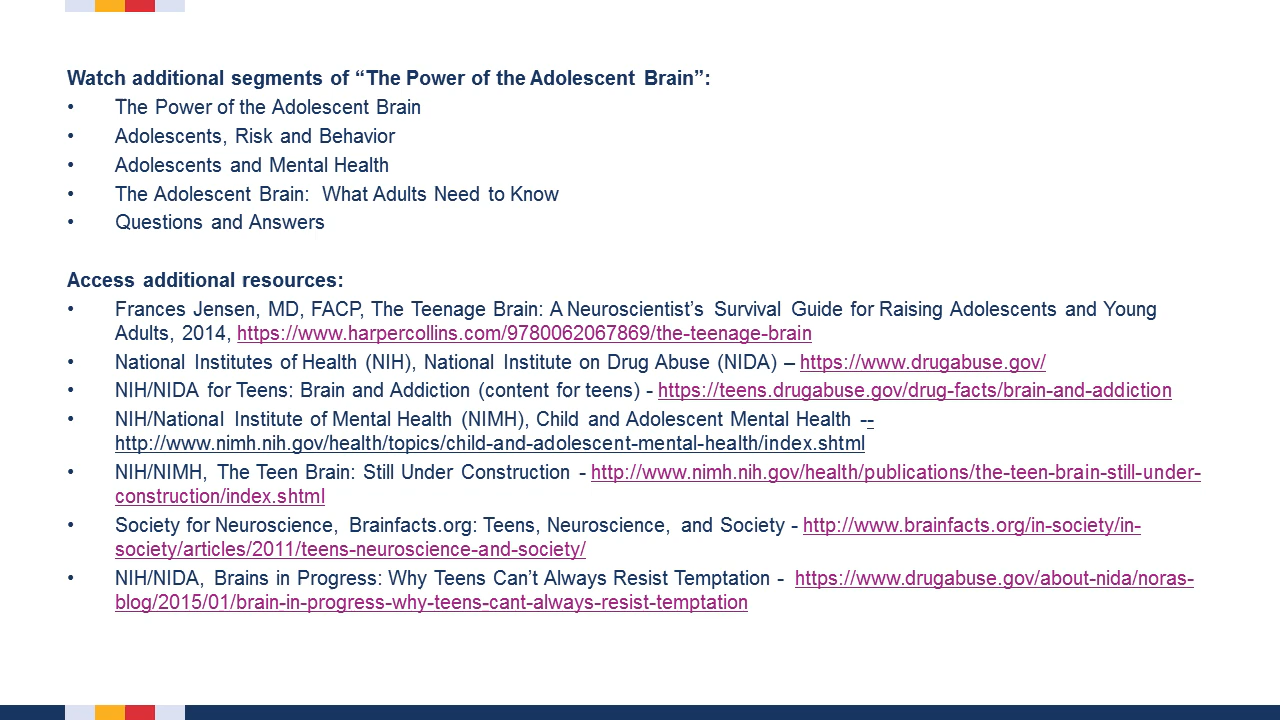 Watch additional segments of “The Power of the Adolescent Brain”:
• The Power of the Adolescent Brain
• Adolescents, Risk and Behavior
• Adolescents and Mental Health
• The Adolescent Brain:  What Adults Need to Know
• Questions and Answers
Access additional resources:
• Frances Jensen, MD, FACP, The Teenage Brain: A Neuroscientist’s Survival Guide for Raising Adolescents and Young
Adults, 2014, https://www.harpercollins.com/9780062067869/the-teenage-brain
• National Institutes of Health (NIH), National Institute on Drug Abuse (NIDA) – https://www.drugabuse.gov/
• NIH/NIDA for Teens: Brain and Addiction (content for teens) - https://teens.drugabuse.gov/drug-facts/brain-and-addiction
• NIH/National Institute of Mental Health (NIMH), Child and Adolescent Mental Health --
http://www.nimh.nih.gov/health/topics/child-and-adolescent-mental-health/index.shtml
• NIH/NIMH, The Teen Brain: Still Under Construction - http://www.nimh.nih.gov/health/publications/the-teen-brain-still-under-
construction/index.shtml
• Society for Neuroscience, Brainfacts.org: Teens, Neuroscience, and Society - http://www.brainfacts.org/in-society/in-
society/articles/2011/teens-neuroscience-and-society/
• NIH/NIDA, Brains in Progress: Why Teens Can’t Always Resist Temptation -  https://www.drugabuse.gov/about-nida/noras-
blog/2015/01/brain-in-progress-why-teens-cant-always-resist-temptation